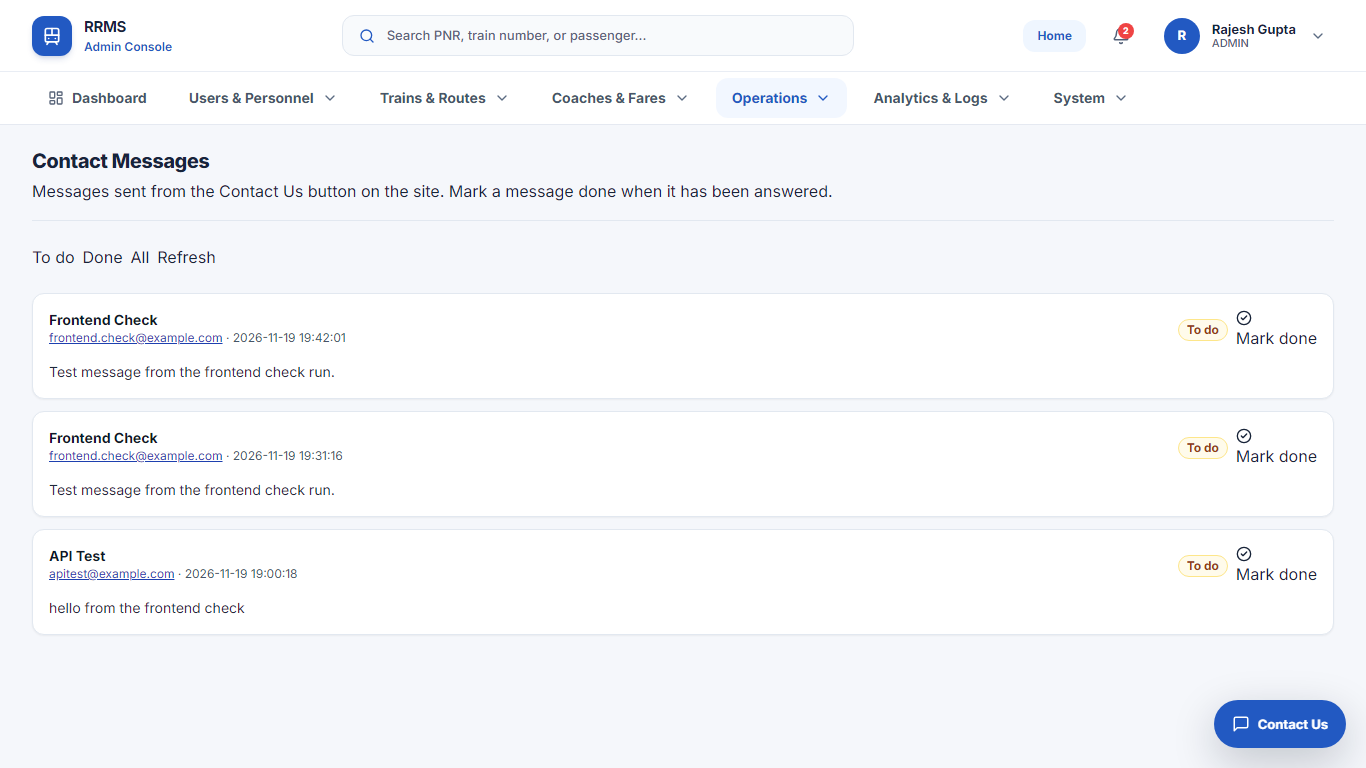 RRMS
Admin Console
Search PNR, train number, or passenger...
Home
2
R
Rajesh Gupta
ADMIN
Dashboard
Users & Personnel
Trains & Routes
Coaches & Fares
Operations
Analytics & Logs
System
Contact Messages
Messages sent from the Contact Us button on the site. Mark a message done when it has been answered.
To do Done All Refresh
Frontend Check
frontend.check@example.com · 2026-11-19 19:42:01
To do
Mark done
Test message from the frontend check run.
Frontend Check
frontend.check@example.com · 2026-11-19 19:31:16
To do
Mark done
Test message from the frontend check run.
API Test
apitest@example.com · 2026-11-19 19:00:18
To do
Mark done
hello from the frontend check
Contact Us